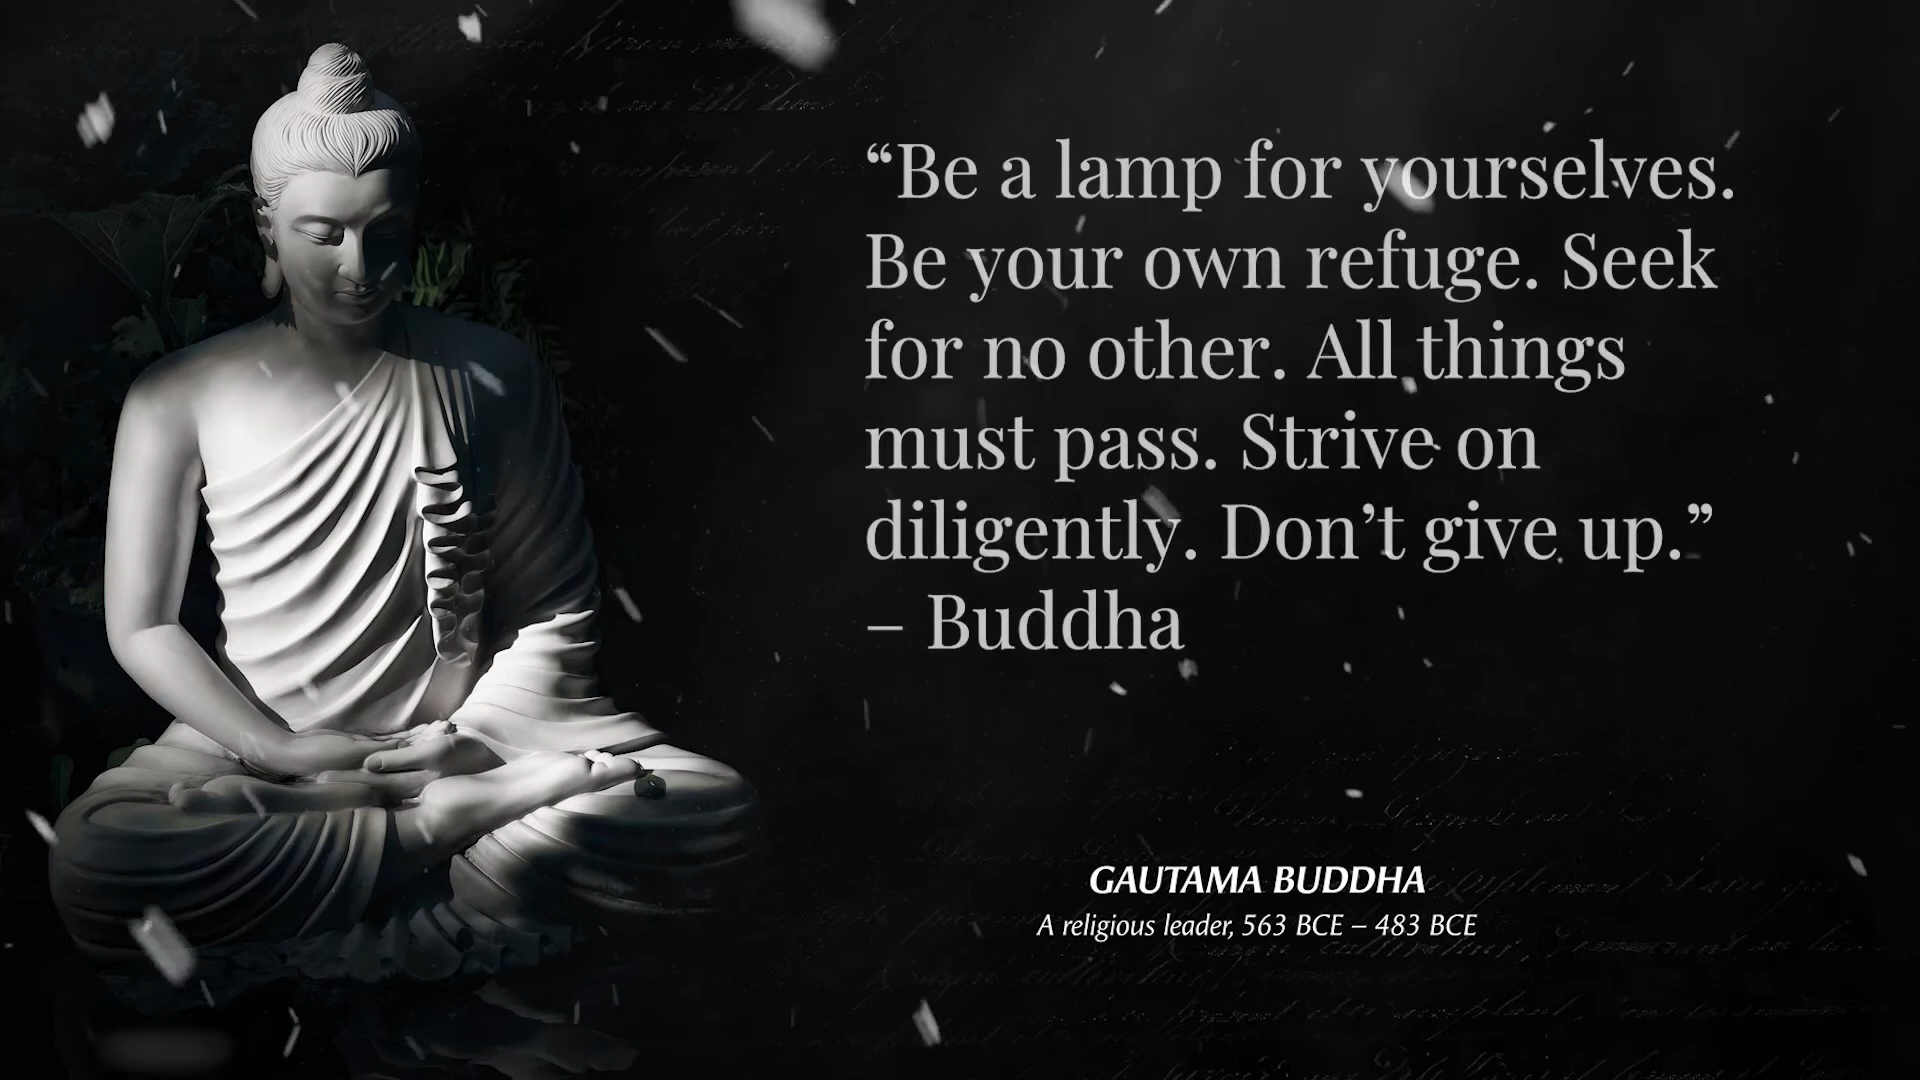 “Be a lamp for yourselves.
Be your own refuge. Seek
for no other. All things
must pass. Strive on
diligently. Don’t give up.”
– Buddha
GAUTAMA BUDDHA
A religious leader, 563 BCE – 483 BCE